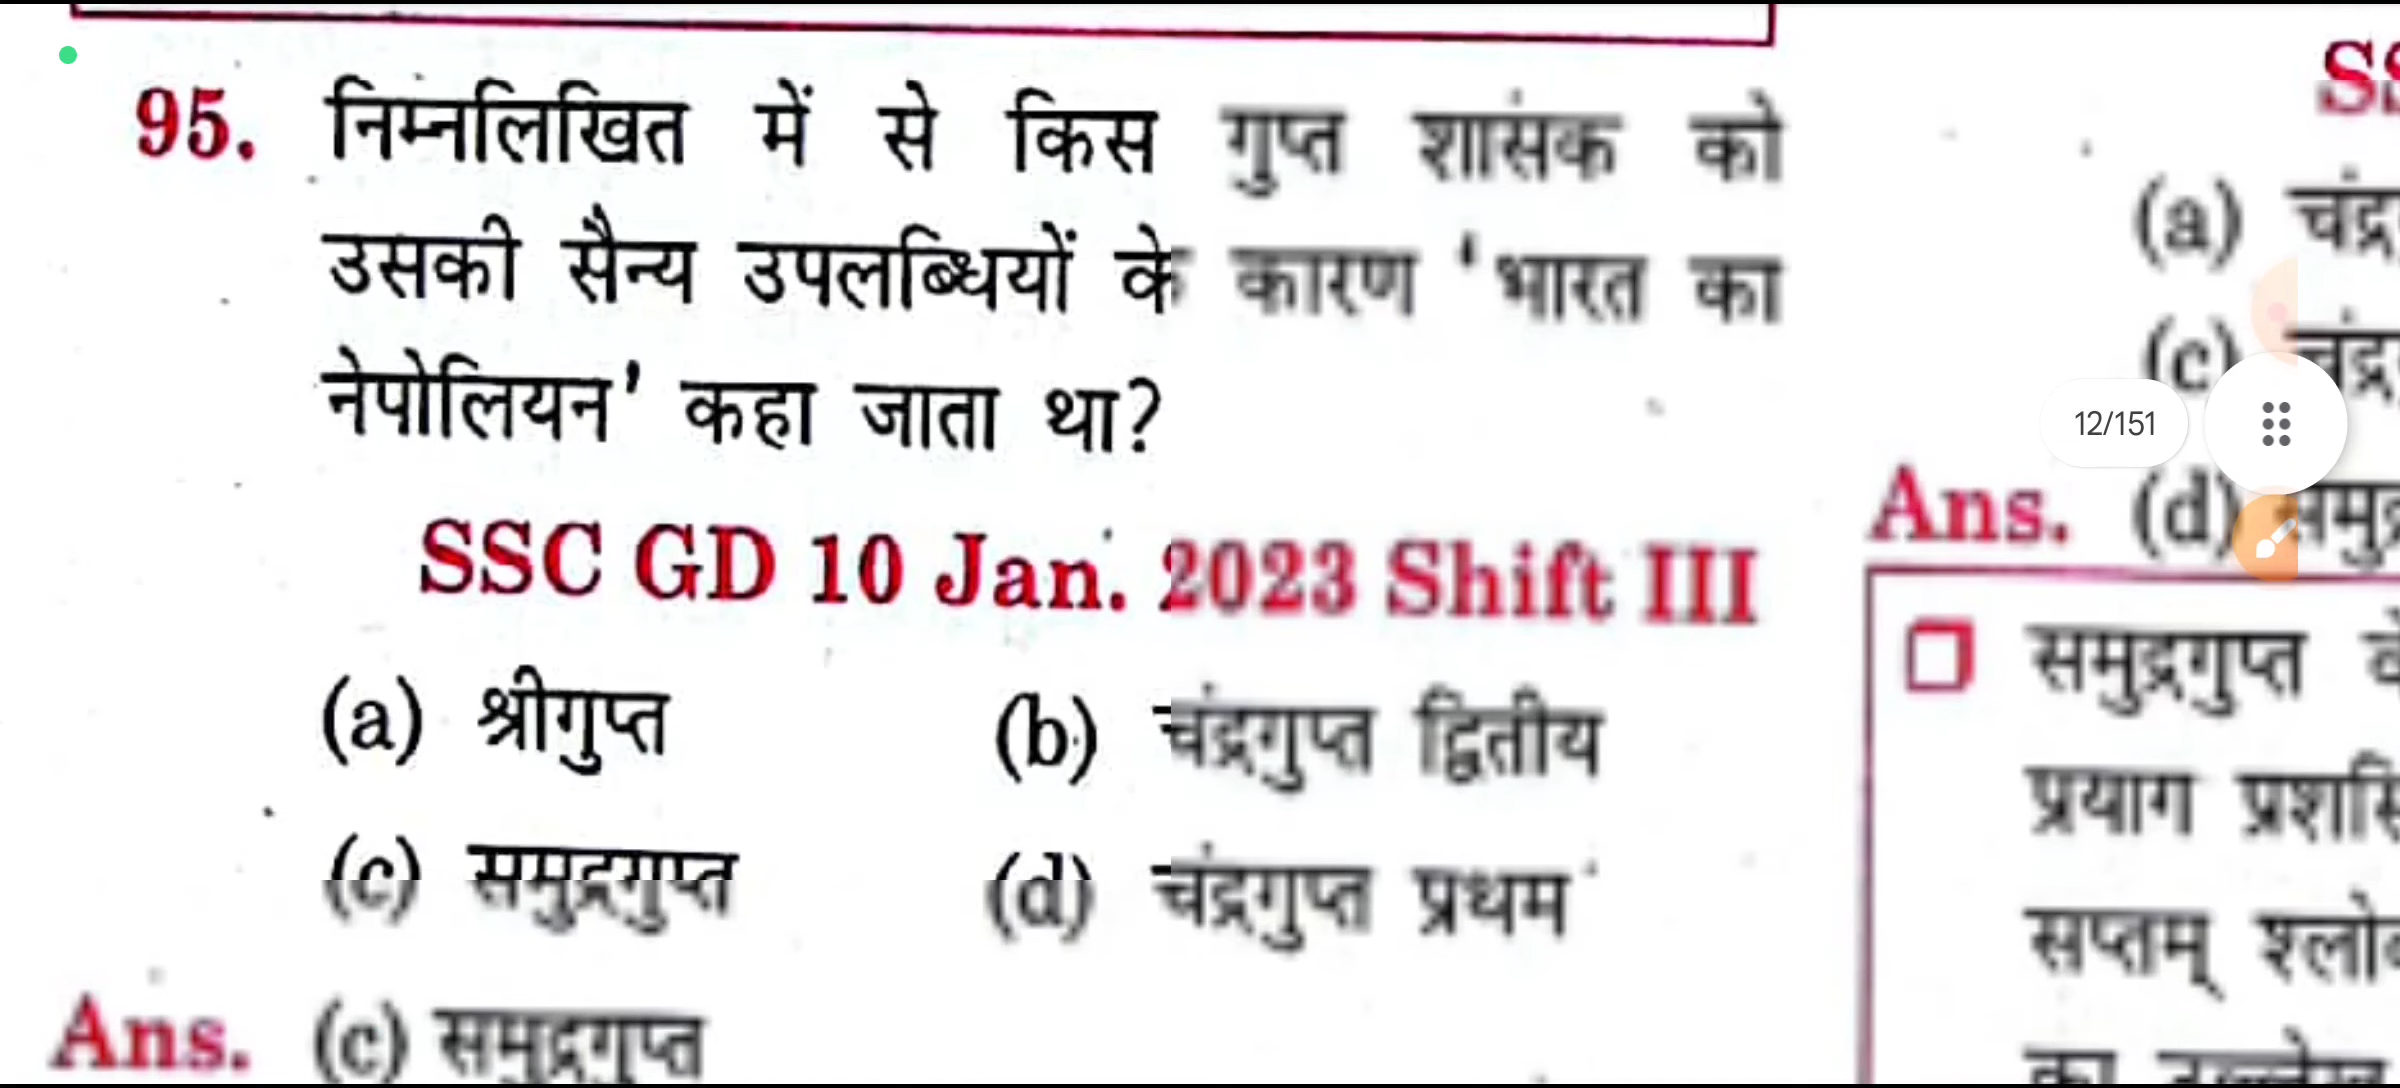 95. निम्नलिखित में से किस गुप्त शासक को
उसकी सैन्य उपलब्धियों के कारण 'भारत का
नेपोलियन' कहा जाता था?
SSC GD 10 Jan. 2023 Shift III
(a) श्रीगुप्त (b) चंद्रगुप्त द्वितीय
(c) समुद्रगुप्त (d) चंद्रगुप्त प्रथम
Ans. (c) समुद्रगुप्त
(a)
(c)
12/151
Ans. (d)
समुद्रगुप्त
प्रयाग
सप्तम्